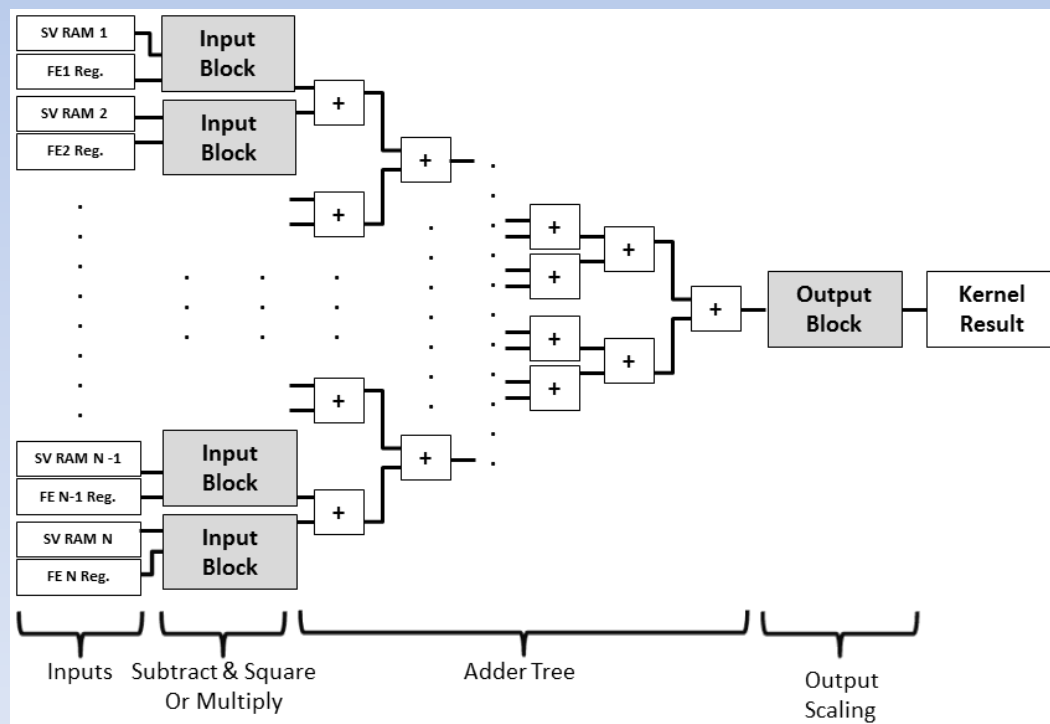 SV RAM 1
FE1 Reg.
Input
Block
SV RAM 2
FE2 Reg.
Input
Block
+
+
+
+
+
+
+
+
+
+
Output
Block
Kernel
Result
+
+
+
+
SV RAM N -1
FE N-1 Reg.
Input
Block
SV RAM N
FE N Reg.
Input
Block
Inputs
Subtract & Square
Or Multiply
Adder Tree
Output
Scaling